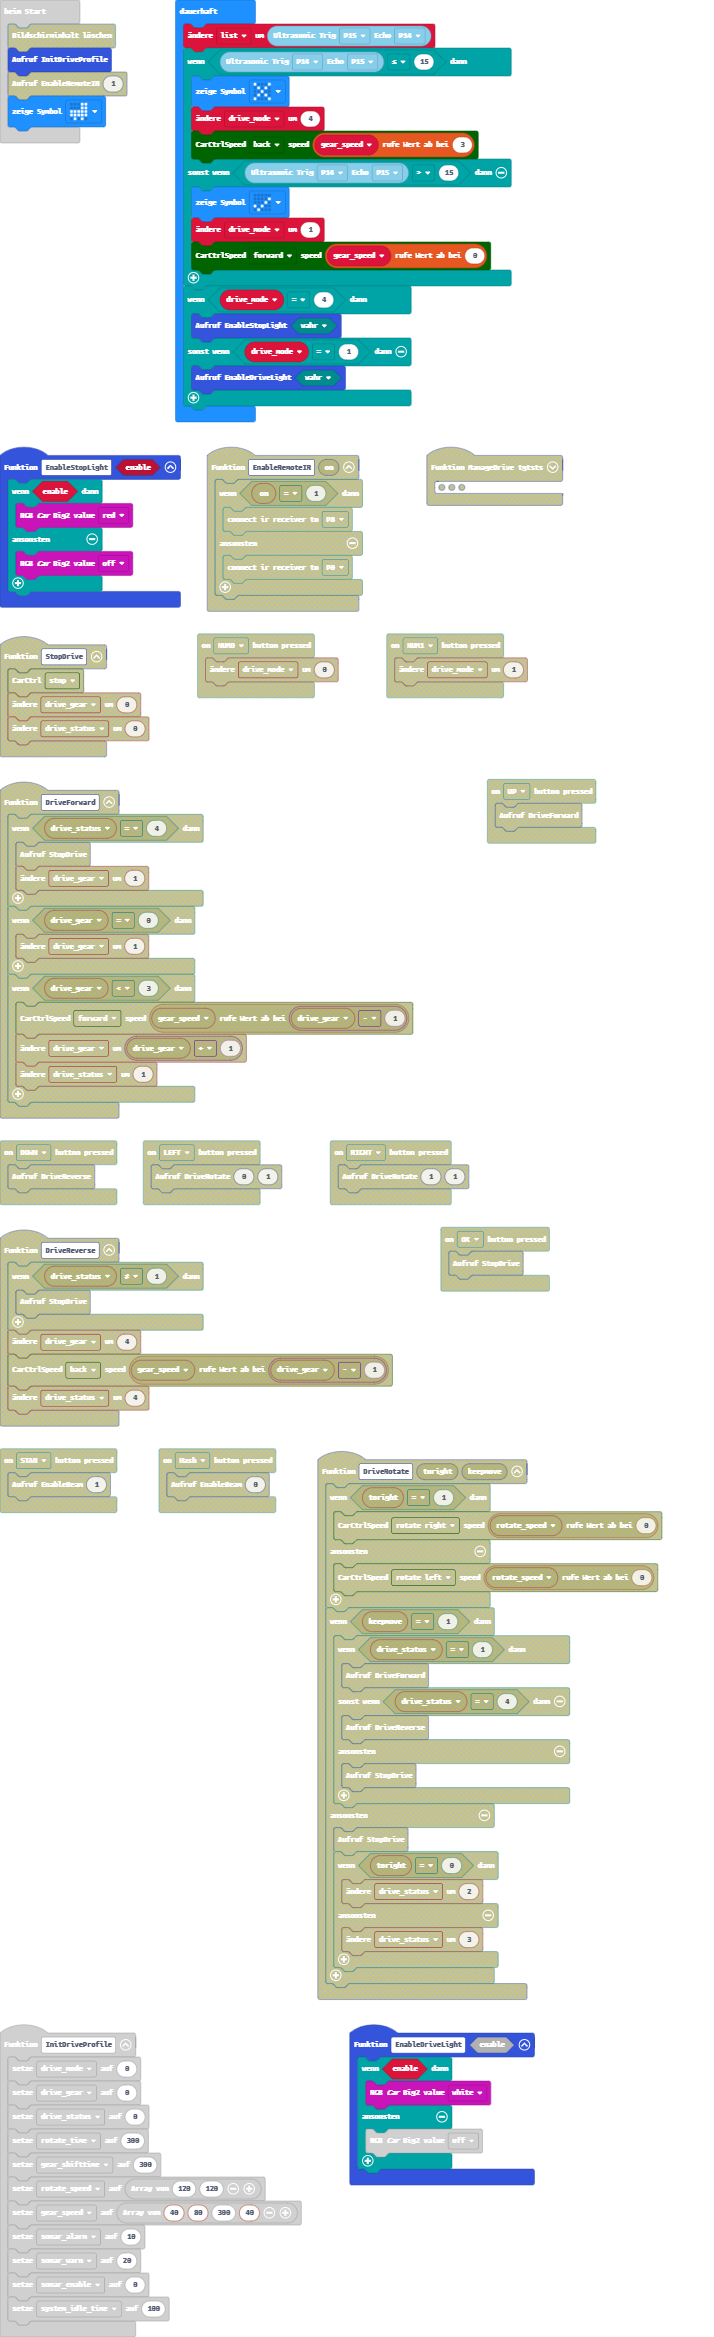 beim Start
Bildschirminhalt löschen
Aufruf InitDriveProfile
Aufruf EnableRemoteIR 1
zeige Symbol
dauerhaft
ändere list um Ultrasonic Trig P15 Echo P14
wenn Ultrasonic Trig P14 Echo P15 ≤ 15 dann
zeige Symbol
ändere drive_mode um 4
CarCtrlSpeed back speed gear_speed rufe Wert ab bei 3
sonst wenn Ultrasonic Trig P14 Echo P15 > 15 dann
zeige Symbol
ändere drive_mode um 1
CarCtrlSpeed forward speed gear_speed rufe Wert ab bei 0
wenn drive_mode = 4 dann
Aufruf EnableStopLight wahr
sonst wenn drive_mode = 1 dann
Aufruf EnableDriveLight wahr
Funktion EnableStopLight enable
wenn enable dann
RGB Car Big2 value red
ansonsten
RGB Car Big2 value off
Funktion EnableRemoteIR on
wenn on = 1 dann
connect ir receiver to P8
ansonsten
connect ir receiver to P0
Funktion ManageDrive tgtsts
Funktion StopDrive
CarCtrl stop
ändere drive_gear um 0
ändere drive_status um 0
on NUM0 button pressed
ändere drive_mode um 0
on NUM1 button pressed
ändere drive_mode um 1
Funktion DriveForward
wenn drive_status = 4 dann
Aufruf StopDrive
ändere drive_gear um 1
wenn drive_gear = 0 dann
ändere drive_gear um 1
wenn drive_gear < 3 dann
CarCtrlSpeed forward speed gear_speed rufe Wert ab bei drive_gear - 1
ändere drive_gear um drive_gear + 1
ändere drive_status um 1
on UP button pressed
Aufruf DriveForward
on DOWN button pressed
Aufruf DriveReverse
on LEFT button pressed
Aufruf DriveRotate 0 1
on RIGHT button pressed
Aufruf DriveRotate 1 1
Funktion DriveReverse
wenn drive_status ≠ 1 dann
Aufruf StopDrive
ändere drive_gear um 4
CarCtrlSpeed back speed gear_speed rufe Wert ab bei drive_gear - 1
ändere drive_status um 4
on OK button pressed
Aufruf StopDrive
on STAR button pressed
Aufruf EnableBeam 1
on Hash button pressed
Aufruf EnableBeam 0
Funktion DriveRotate toright keepmove
wenn toright = 1 dann
CarCtrlSpeed rotate right speed rotate_speed rufe Wert ab bei 0
ansonsten
CarCtrlSpeed rotate left speed rotate_speed rufe Wert ab bei 0
wenn keepmove = 1 dann
wenn drive_status = 1 dann
Aufruf DriveForward
sonst wenn drive_status = 4 dann
Aufruf DriveReverse
ansonsten
Aufruf StopDrive
ansonsten
Aufruf StopDrive
wenn toright = 0 dann
ändere drive_status um 2
ansonsten
ändere drive_status um 3
Funktion InitDriveProfile
setze drive_mode auf 0
setze drive_gear auf 0
setze drive_status auf 0
setze rotate_time auf 300
setze gear_shifttime auf 300
setze rotate_speed auf Array von 120 120
setze gear_speed auf Array von 40 80 300 40
setze sonar_alarm auf 10
setze sonar_warn auf 20
setze sonar_enable auf 0
setze system_idle_time auf 100
Funktion EnableDriveLight enable
wenn enable dann
RGB Car Big2 value white
ansonsten
RGB Car Big2 value off